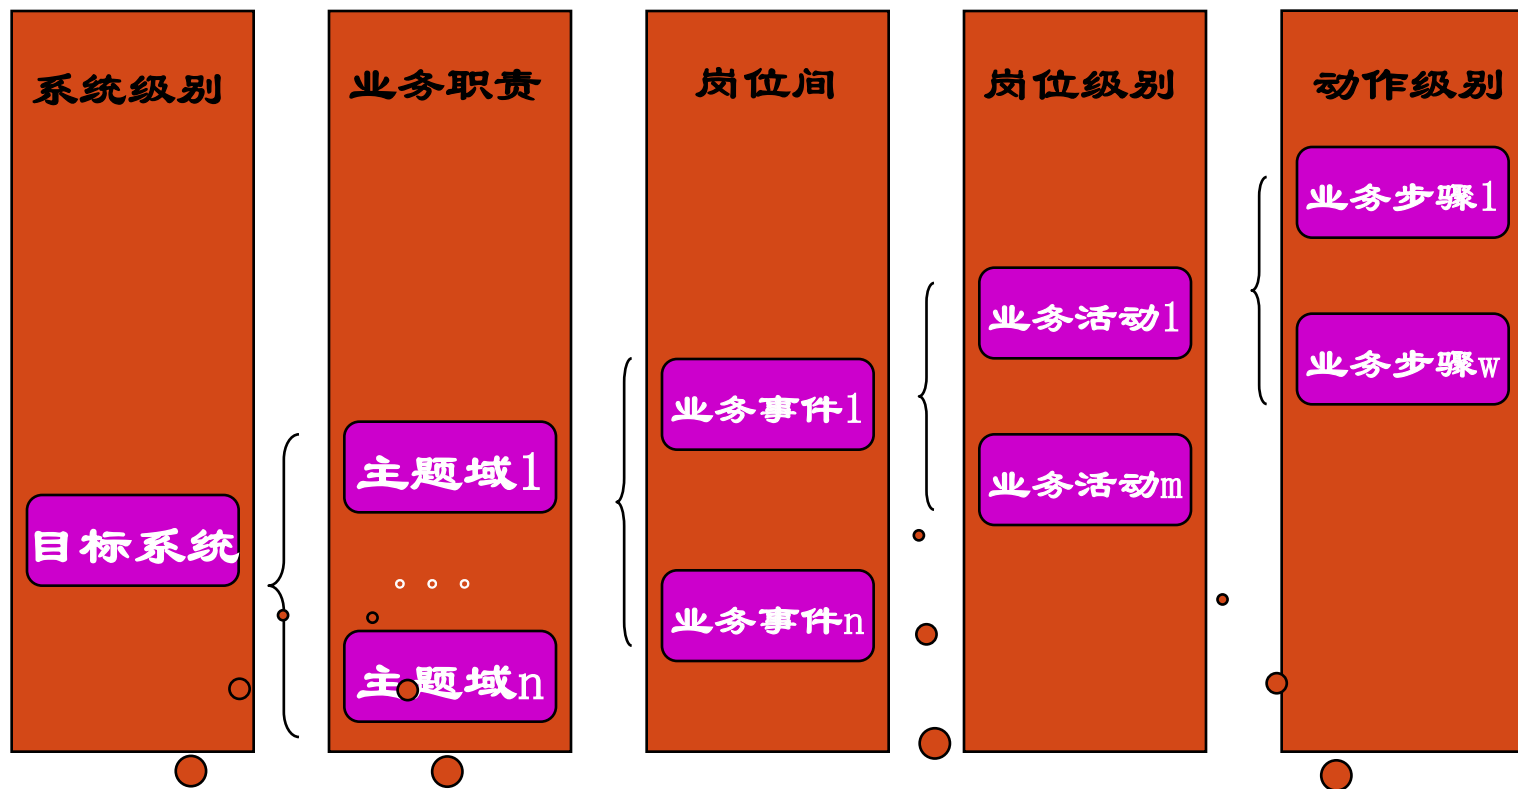 系统级别
目标系统
业务职责
主题域1
。。。
主题域n
岗位间
业务事件1
业务事件n
岗位级别
业务活动1
业务活动m
动作级别
业务步骤1
业务步骤w